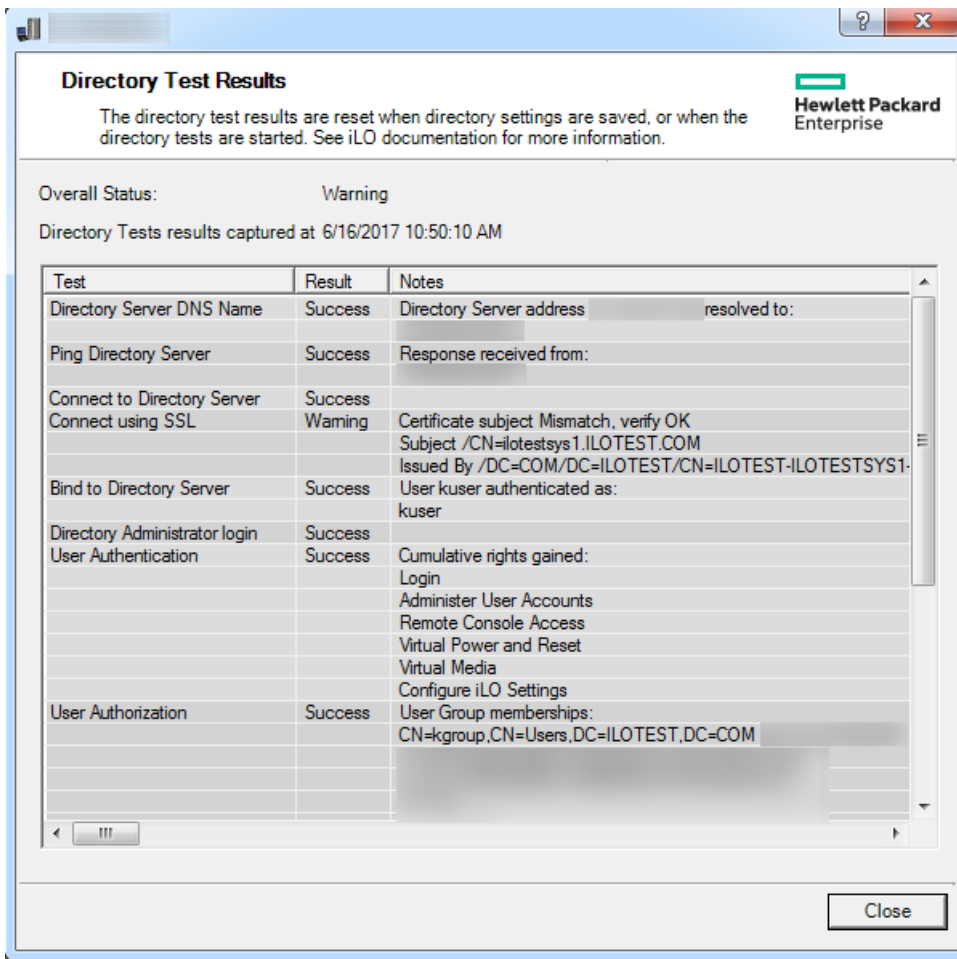 Directory Test Results
The directory test results are reset when directory settings are saved, or when the
directory tests are started. See iLO documentation for more information.
Hewlett Packard
Enterprise
Overall Status: Warning
Directory Tests results captured at 6/16/2017 10:50:10 AM
Test Result Notes
Directory Server DNS Name Success Directory Server address resolved to:
Ping Directory Server Success Response received from:
Connect to Directory Server Success
Connect using SSL Warning Certificate subject Mismatch, verify OK
Subject /CN=ilotestsys1.ILOTEST.COM
Issued By /DC=COM/DC=ILOTEST/CN=ILOTEST-ILOTESTSYS1-
Bind to Directory Server Success User kuser authenticated as:
kuser
Directory Administrator login Success
User Authentication Success Cumulative rights gained:
Login
Administer User Accounts
Remote Console Access
Virtual Power and Reset
Virtual Media
Configure iLO Settings
User Authorization Success User Group memberships:
CN=kgroup,CN=Users,DC=ILOTEST,DC=COM
Close